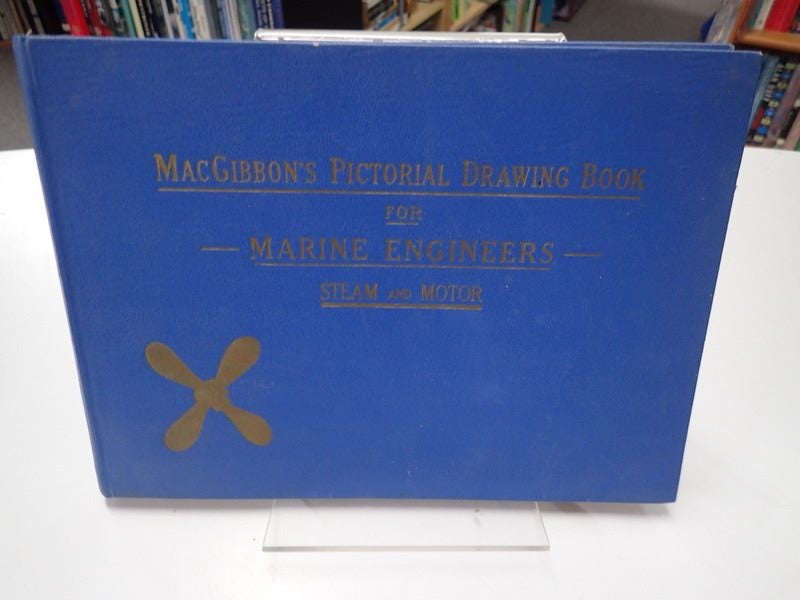 MACGIBBON'S PICTORIAL DRAWING BOOK
FOR
— MARINE ENGINEERS —
STEAM AND MOTOR